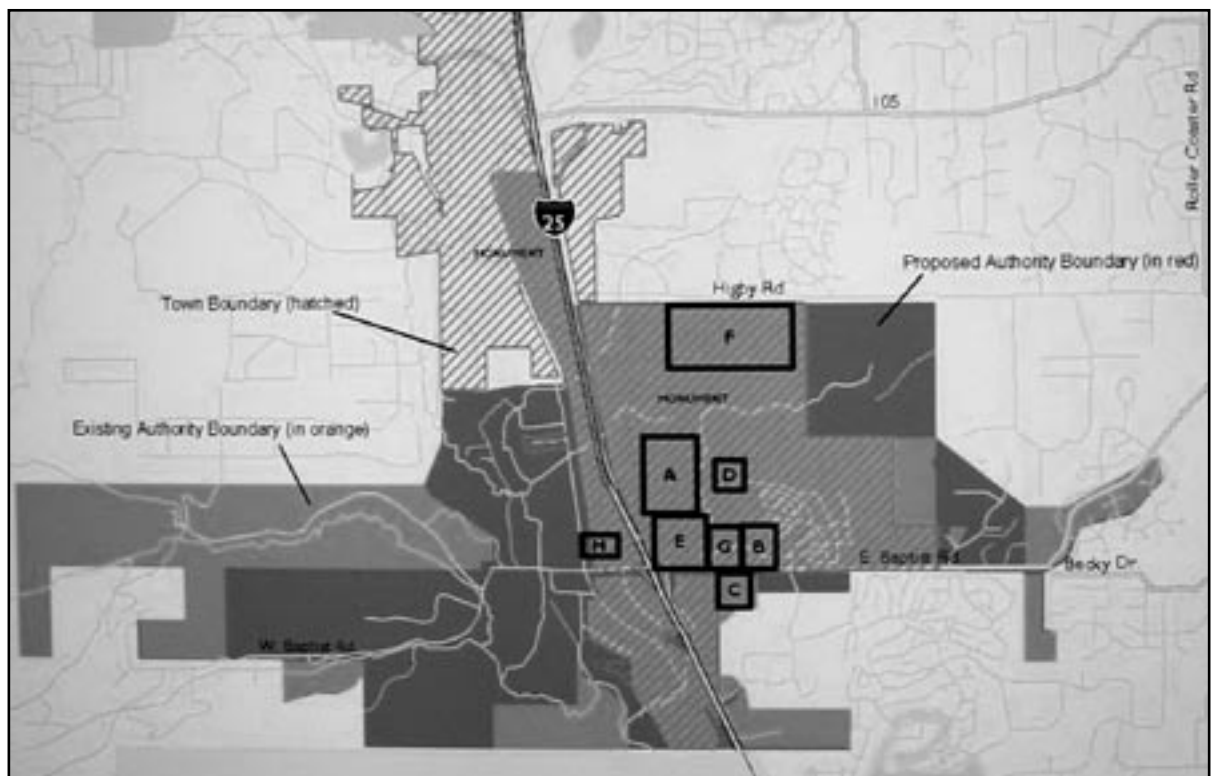 105
Roller Coaster Rd
25
MONUMENT
Proposed Authority Boundary (in red)
Higby Rd
Town Boundary (hatched)
F
MONUMENT
Existing Authority Boundary (in orange)
A
D
H
E
G
B
E. Baptist Rd.
Becky Dr.
C
W. Baptist Rd.